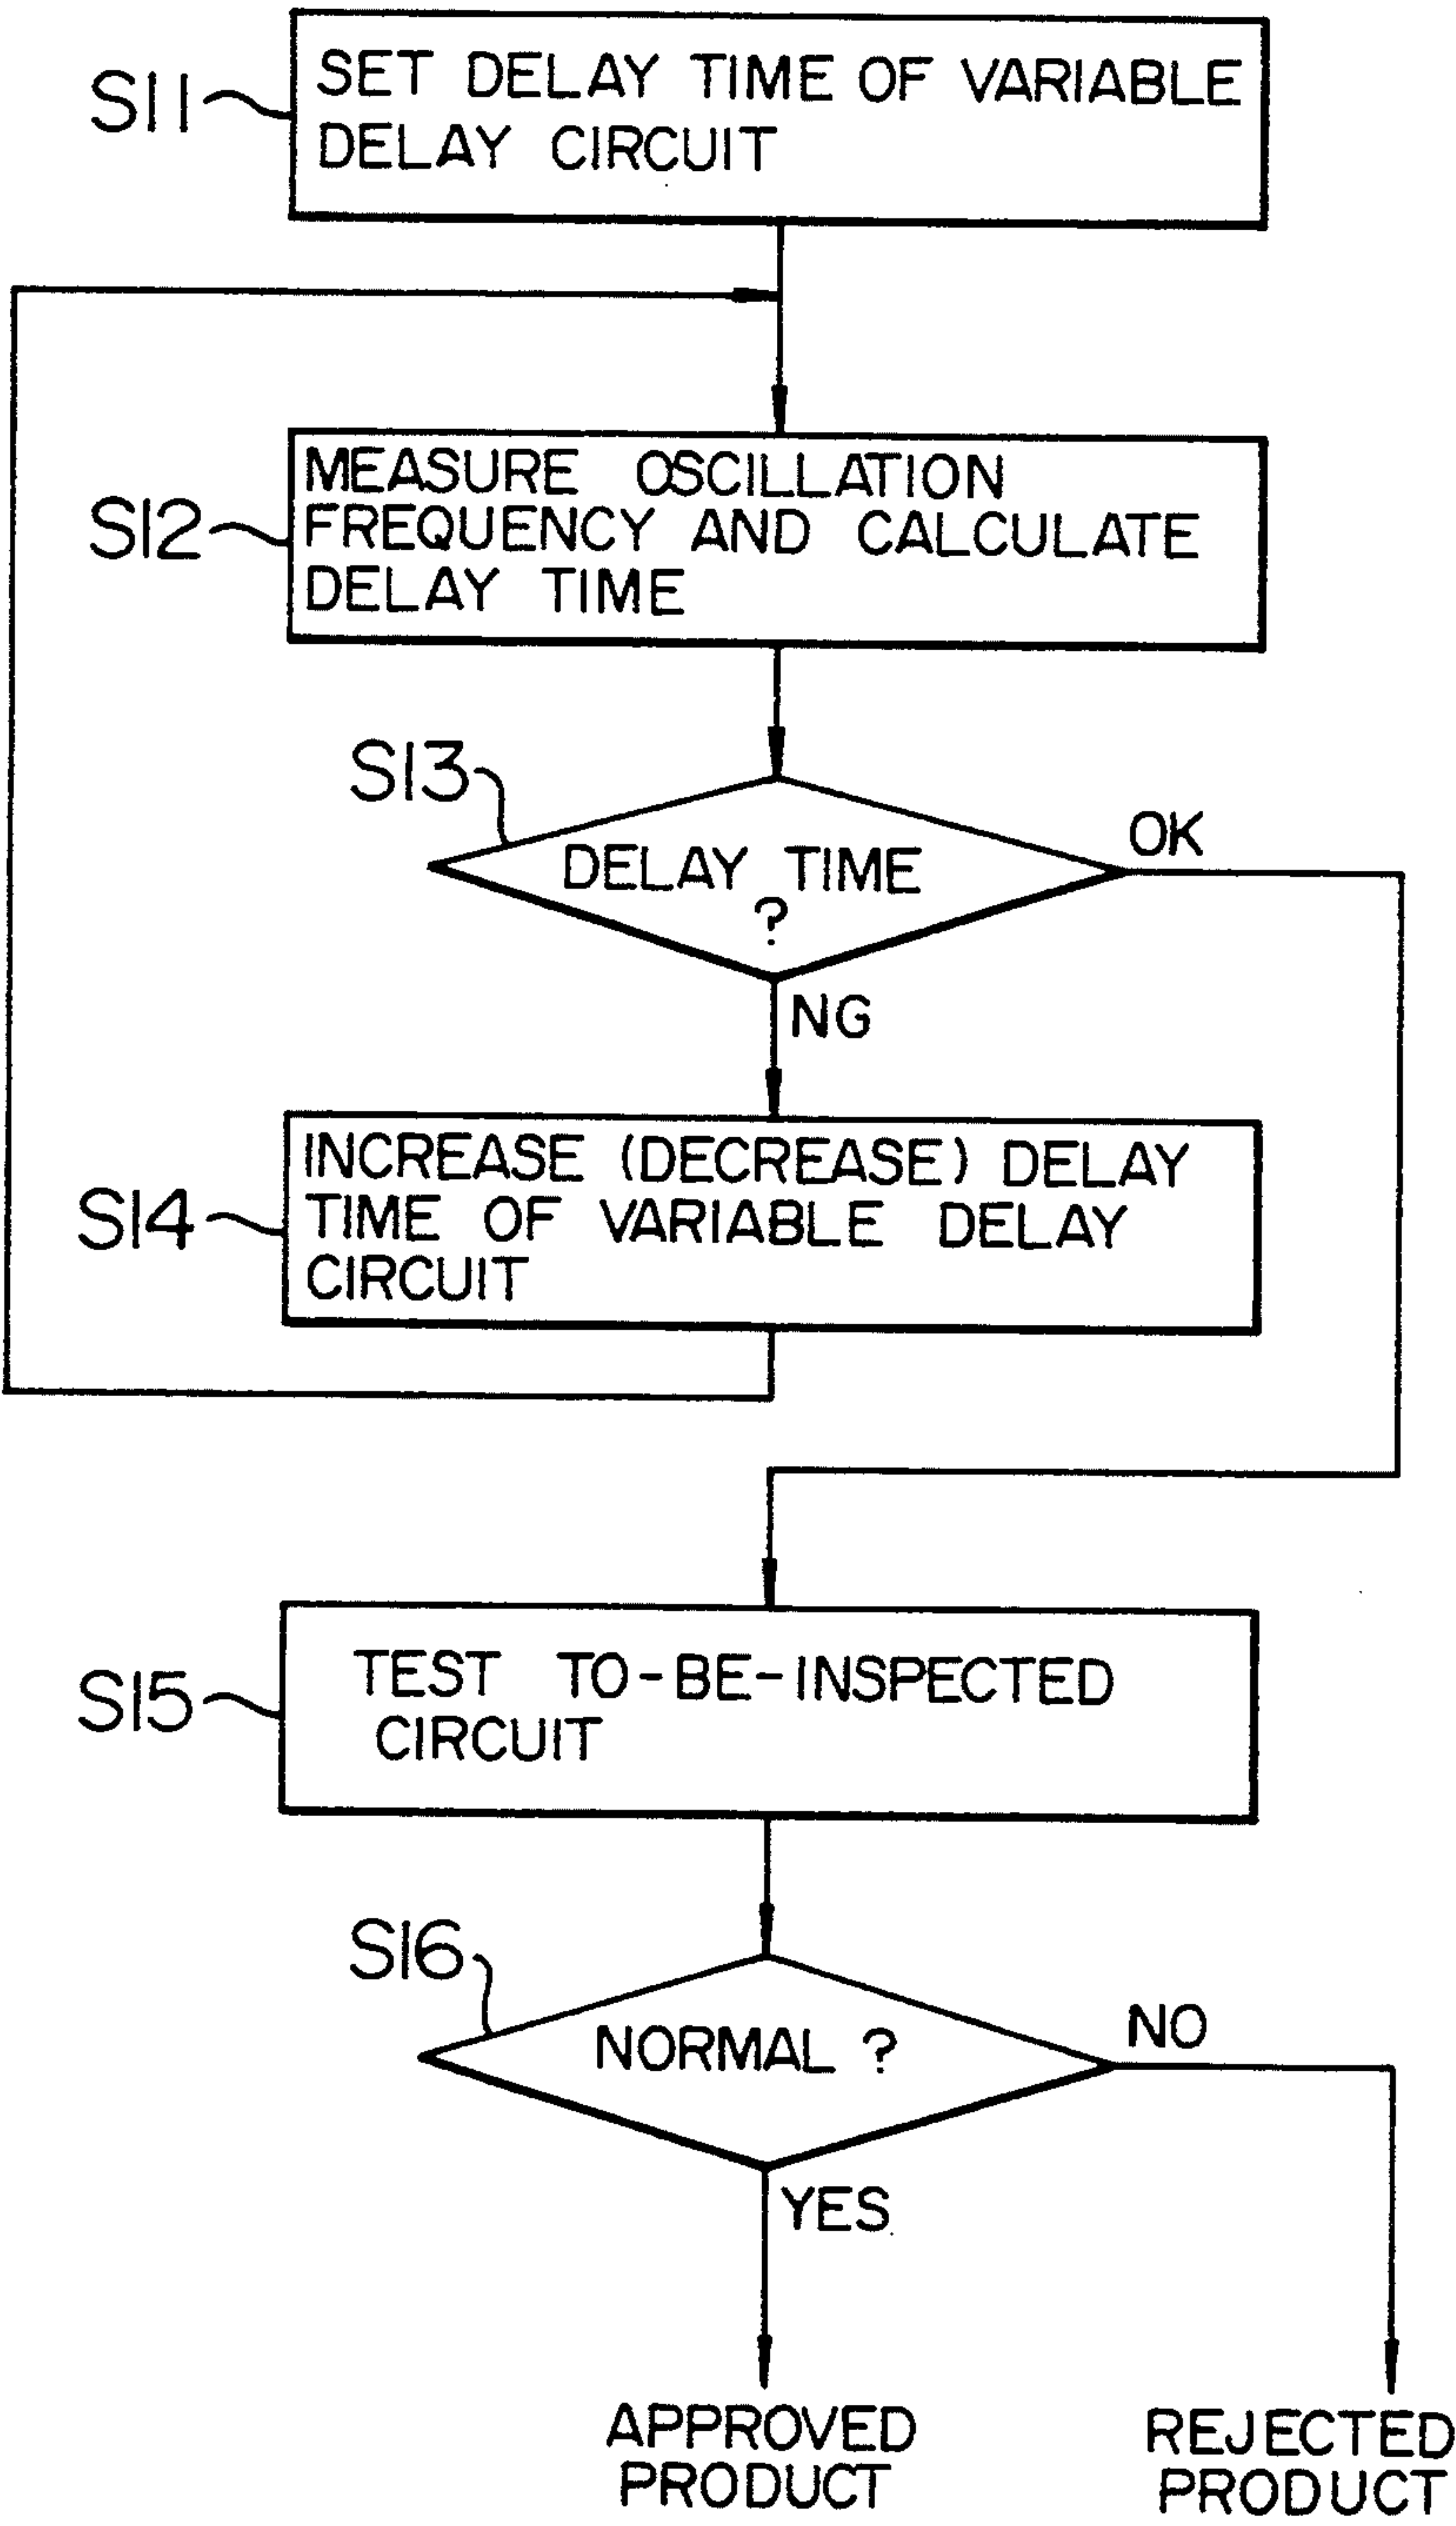 S11
SET DELAY TIME OF VARIABLE
DELAY CIRCUIT
S12
MEASURE OSCILLATION
FREQUENCY AND CALCULATE
DELAY TIME
S13
DELAY TIME
?
OK
NG
S14
INCREASE (DECREASE) DELAY
TIME OF VARIABLE DELAY
CIRCUIT
S15
TEST TO-BE-INSPECTED
CIRCUIT
S16
NORMAL ?
NO
YES
APPROVED
PRODUCT
REJECTED
PRODUCT